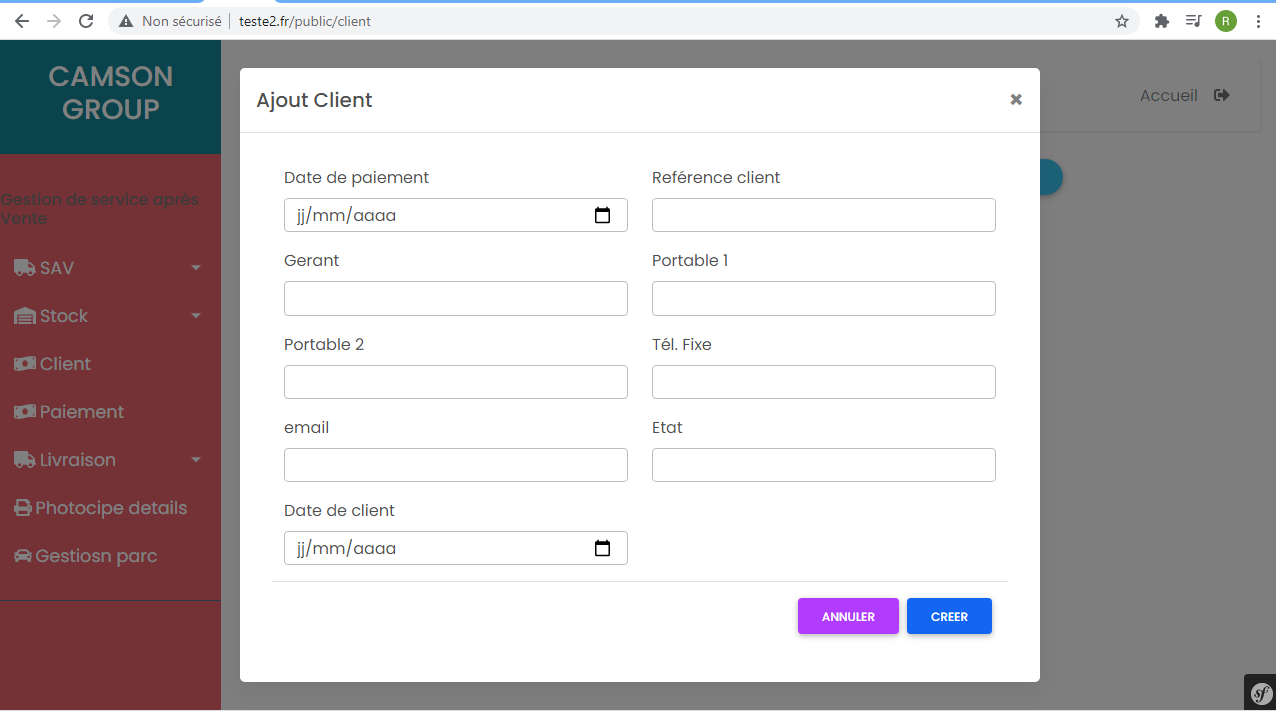 Non sécurisé
teste2.fr/public/client
R
CAMSON
GROUP
Gestion de service après
Vente
SAV
Stock
Client
Paiement
Livraison
Photocipe details
Gestiosn parc
Accueil
Ajout Client
Date de paiement
Reférence client
jj/mm/aaaa
Gerant
Portable 1
Portable 2
Tél. Fixe
email
Etat
Date de client
jj/mm/aaaa
ANNULER
CREER
sf